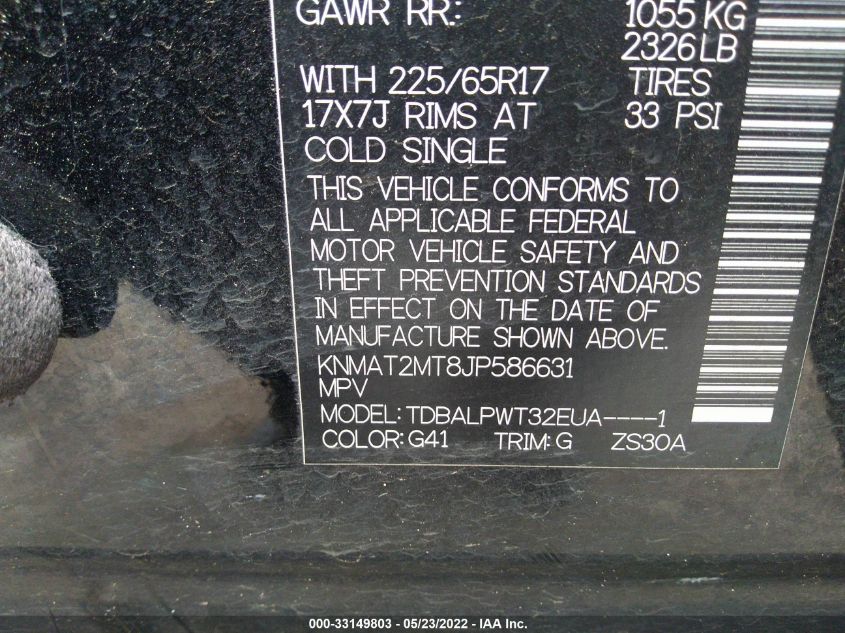 GAWR RR.: 1055 KG
2326 LB
WITH 225/65R17 TIRES
17X7J RIMS AT 33 PSI
COLD SINGLE
THIS VEHICLE CONFORMS TO
ALL APPLICABLE FEDERAL
MOTOR VEHICLE SAFETY AND
THEFT PREVENTION STANDARDS
IN EFFECT ON THE DATE OF
MANUFACTURE SHOWN ABOVE.
KNMAT2MT8JP586631
MPV
MODEL: TDBALPWT32EUA----1
COLOR: G41 TRIM: G ZS30A
000-33149803 - 05/23/2022 - IAA Inc.